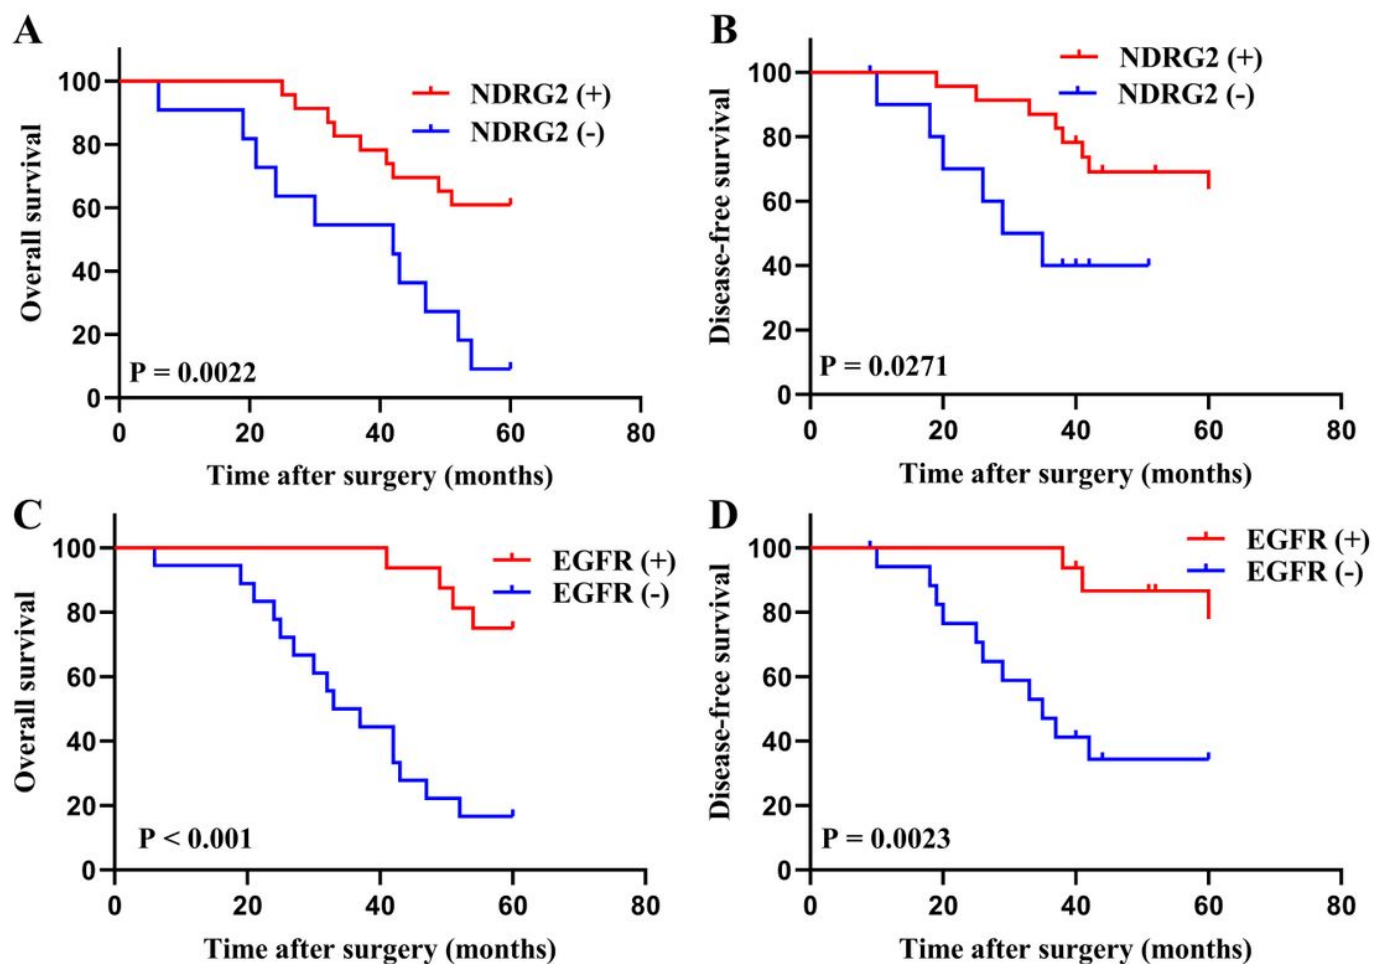 A
Overall survival
100
80
60
40
20
0
NDRG2 (+)
NDRG2 (-)
P = 0.0022
0 20 40 60 80
Time after surgery (months)
B
Disease-free survival
100
80
60
40
20
0
NDRG2 (+)
NDRG2 (-)
P = 0.0271
0 20 40 60 80
Time after surgery (months)
C
Overall survival
100
80
60
40
20
0
EGFR (+)
EGFR (-)
P < 0.001
0 20 40 60 80
Time after surgery (months)
D
Disease-free survival
100
80
60
40
20
0
EGFR (+)
EGFR (-)
P = 0.0023
0 20 40 60 80
Time after surgery (months)